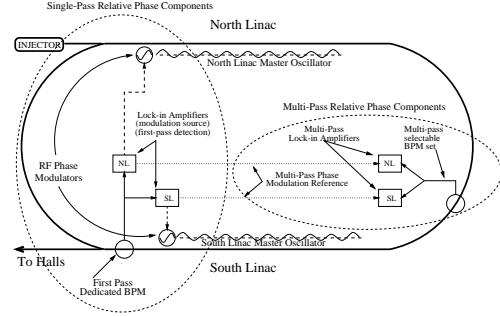 Single-Pass Relative Phase Components
North Linac
INJECTOR
North Linac Master Oscillator
Lock-in Amplifiers
(modulation source)
(first-pass detection)
Multi-Pass Relative Phase Components
Multi-Pass
Lock-in Amplifiers
Multi-pass
selectable
BPM set
RF Phase
Modulators
NL
NL
Multi-Pass Phase
Modulation Reference
SL
SL
South Linac Master Oscillator
To Halls
South Linac
First Pass
Dedicated BPM